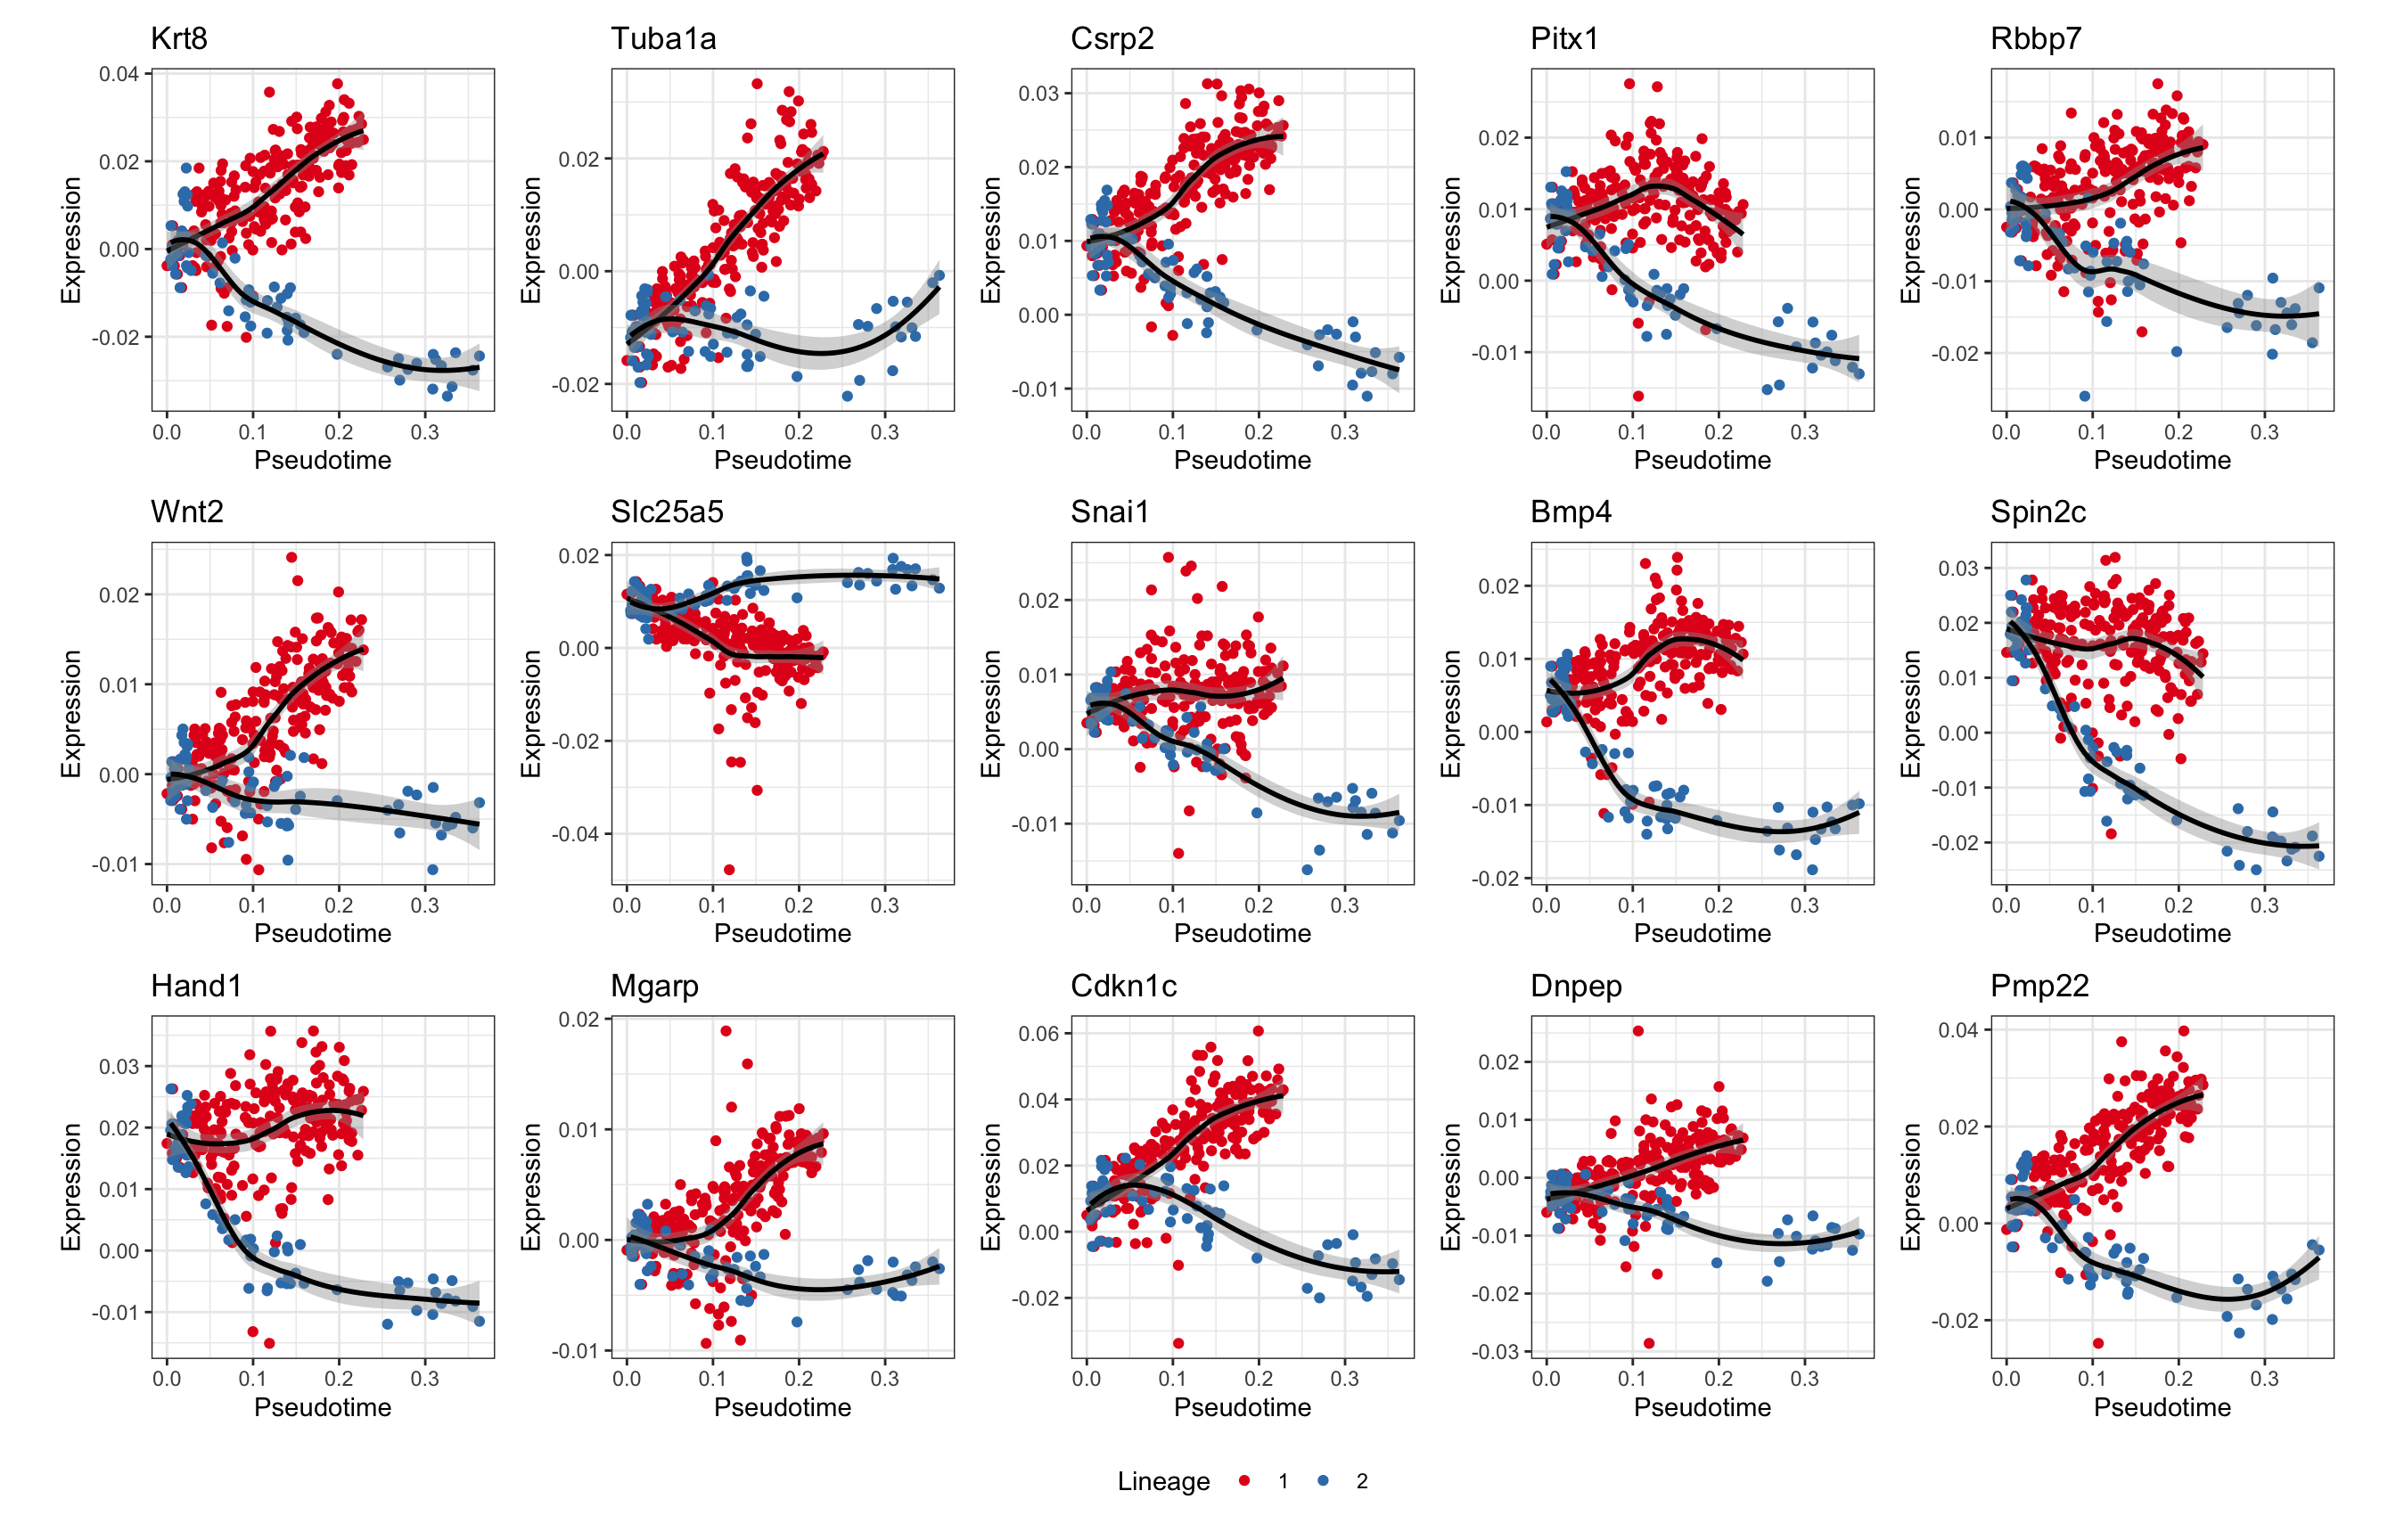 Krt8 Tuba1a Csrp2 Pitx1 Rbbp7
0.04 0.02 0.00 -0.02
0.02 0.00 -0.02
0.03 0.02 0.01 0.00 -0.01
0.02 0.01 0.00 -0.01
0.01 0.00 -0.01 -0.02
Expression Expression Expression Expression Expression
0.0 0.1 0.2 0.3 0.0 0.1 0.2 0.3 0.0 0.1 0.2 0.3 0.0 0.1 0.2 0.3 0.0 0.1 0.2 0.3
Pseudotime Pseudotime Pseudotime Pseudotime Pseudotime
Wnt2 Slc25a5 Snai1 Bmp4 Spin2c
0.02 0.01 0.00 -0.01
0.02 0.00 -0.02 -0.04
0.02 0.01 0.00 -0.01
0.02 0.01 0.00 -0.01 -0.02
0.03 0.02 0.01 0.00 -0.01 -0.02
Expression Expression Expression Expression Expression
0.0 0.1 0.2 0.3 0.0 0.1 0.2 0.3 0.0 0.1 0.2 0.3 0.0 0.1 0.2 0.3 0.0 0.1 0.2 0.3
Pseudotime Pseudotime Pseudotime Pseudotime Pseudotime
Hand1 Mgarp Cdkn1c Dnpep Pmp22
0.03 0.02 0.01 0.00 -0.01
0.02 0.01 0.00 -0.01
0.06 0.04 0.02 0.00 -0.02
0.02 0.01 0.00 -0.01 -0.02 -0.03
0.04 0.02 0.00 -0.02
Expression Expression Expression Expression Expression
0.0 0.1 0.2 0.3 0.0 0.1 0.2 0.3 0.0 0.1 0.2 0.3 0.0 0.1 0.2 0.3 0.0 0.1 0.2 0.3
Pseudotime Pseudotime Pseudotime Pseudotime Pseudotime
Lineage 1 2